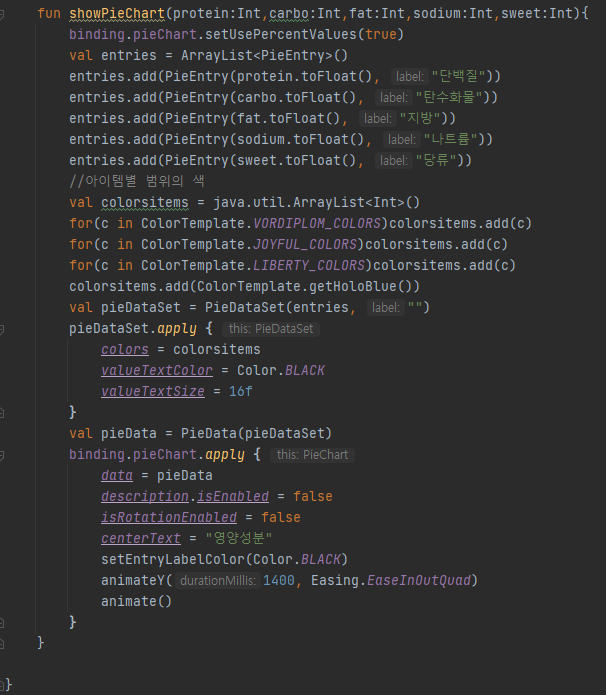 fun showPieChart(protein:Int,carbo:Int,fat:Int,sodium:Int,sweet:Int){
binding.pieChart.setUsePercentValues(true)
val entries = ArrayList<PieEntry>()
entries.add(PieEntry(protein.toFloat(), label: "단백질"))
entries.add(PieEntry(carbo.toFloat(), label: "탄수화물"))
entries.add(PieEntry(fat.toFloat(), label: "지방"))
entries.add(PieEntry(sodium.toFloat(), label: "나트륨"))
entries.add(PieEntry(sweet.toFloat(), label: "당류"))
//아이템별 범위의 색
val colorsitems = java.util.ArrayList<Int>()
for(c in ColorTemplate.VORDIPLOM_COLORS)colorsitems.add(c)
for(c in ColorTemplate.JOYFUL_COLORS)colorsitems.add(c)
for(c in ColorTemplate.LIBERTY_COLORS)colorsitems.add(c)
colorsitems.add(ColorTemplate.getHoloBlue())
val pieDataSet = PieDataSet(entries, label: "")
pieDataSet.apply { this: PieDataSet
colors = colorsitems
valueTextColor = Color.BLACK
valueTextSize = 16f
}
val pieData = PieData(pieDataSet)
binding.pieChart.apply { this: PieChart
data = pieData
description.isEnabled = false
isRotationEnabled = false
centerText = "영양성분"
setEntryLabelColor(Color.BLACK)
animateY( durationMillis: 1400, Easing.EaseInOutQuad)
animate()
}
}
}